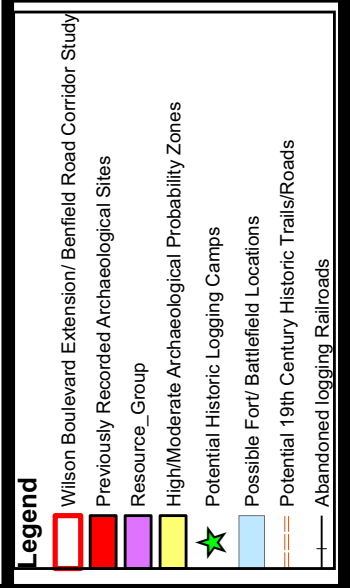 Legend
Wilson Boulevard Extension/ Benfield Road Corridor Study
Previously Recorded Archaeological Sites
Resource_Group
High/Moderate Archaeological Probability Zones
Potential Historic Logging Camps
Possible Fort/ Battlefield Locations
Potential 19th Century Historic Trails/Roads
Abandoned logging Railroads